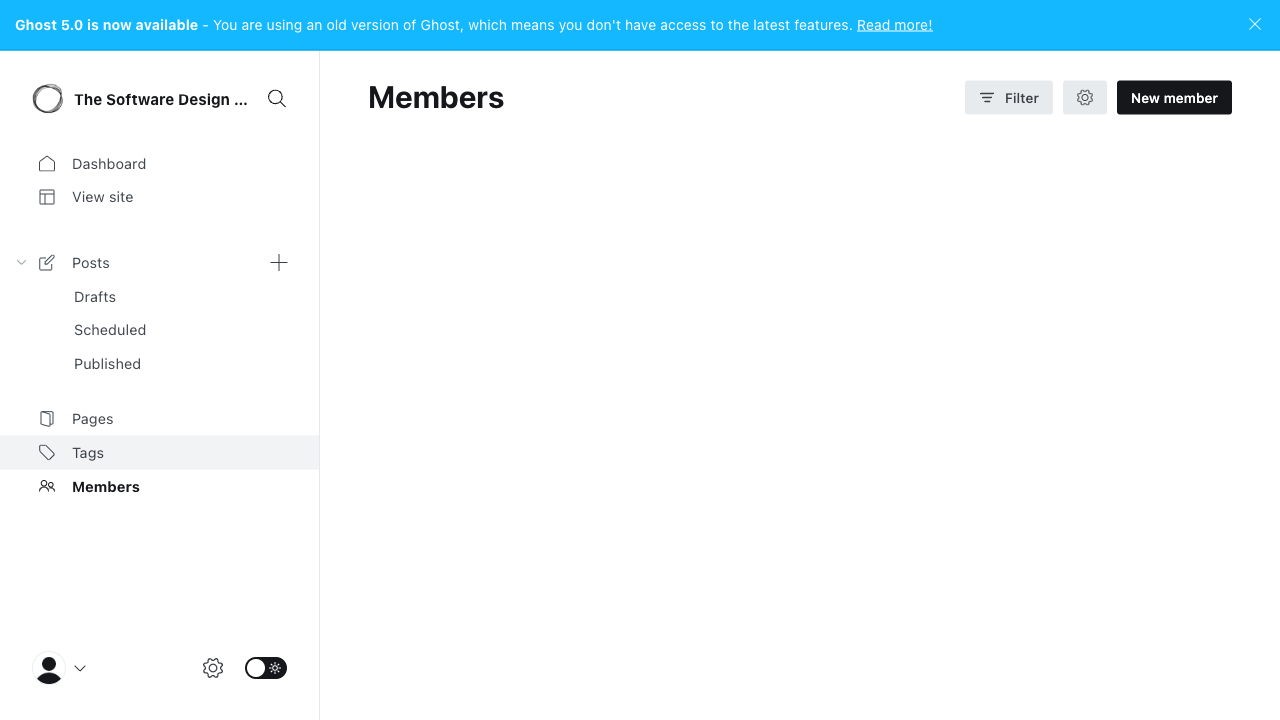 Ghost 5.0 is now available - You are using an old version of Ghost, which means you don't have access to the latest features. Read more!
The Software Design ...
Dashboard
View site
Posts
Drafts
Scheduled
Published
Pages
Tags
Members
Members
Filter
New member